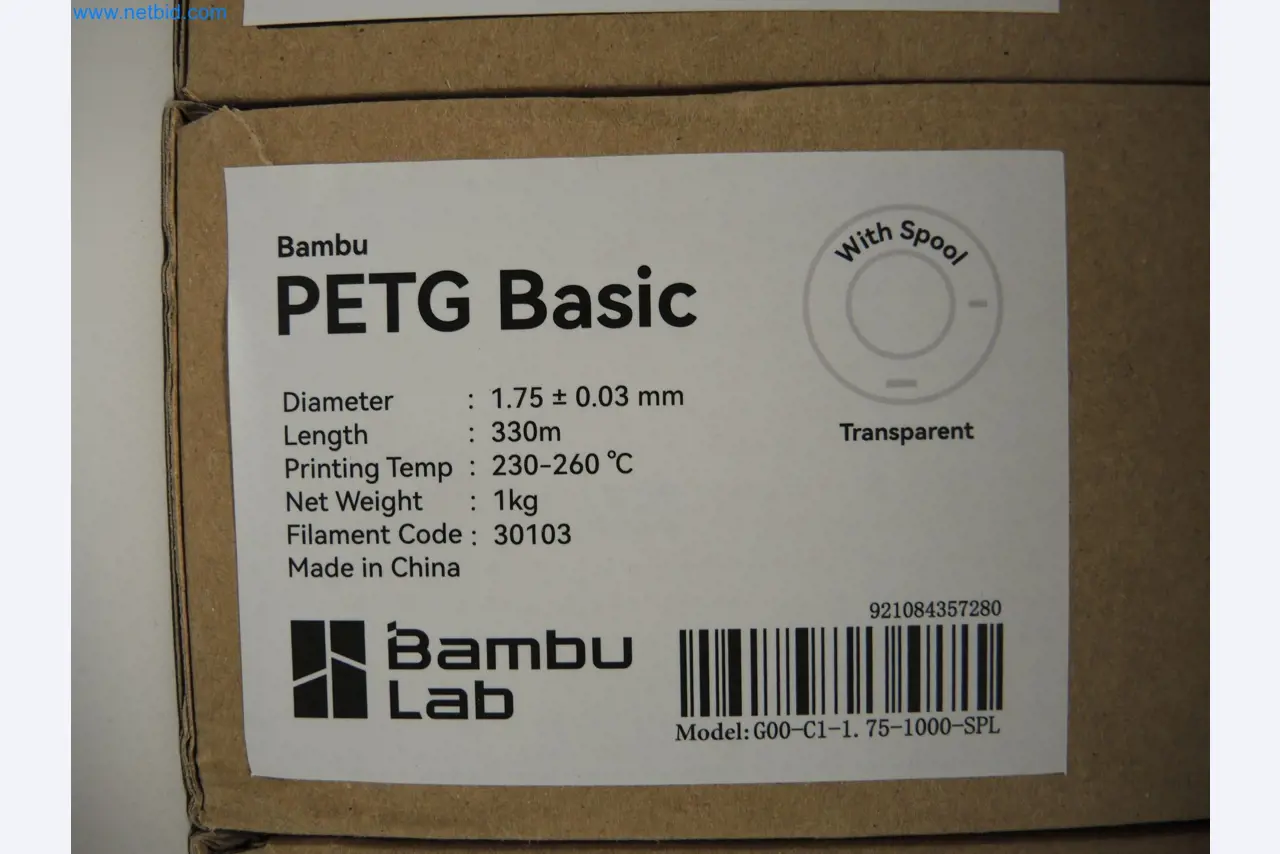 www.netbid.com
Bambu
PETG Basic
With Spool
Transparent
Diameter : 1.75 ± 0.03 mm
Length : 330m
Printing Temp : 230-260 ℃
Net Weight : 1kg
Filament Code : 30103
Made in China
Bambu
Lab
921084357280
Model:G00-C1-1.75-1000-SPL